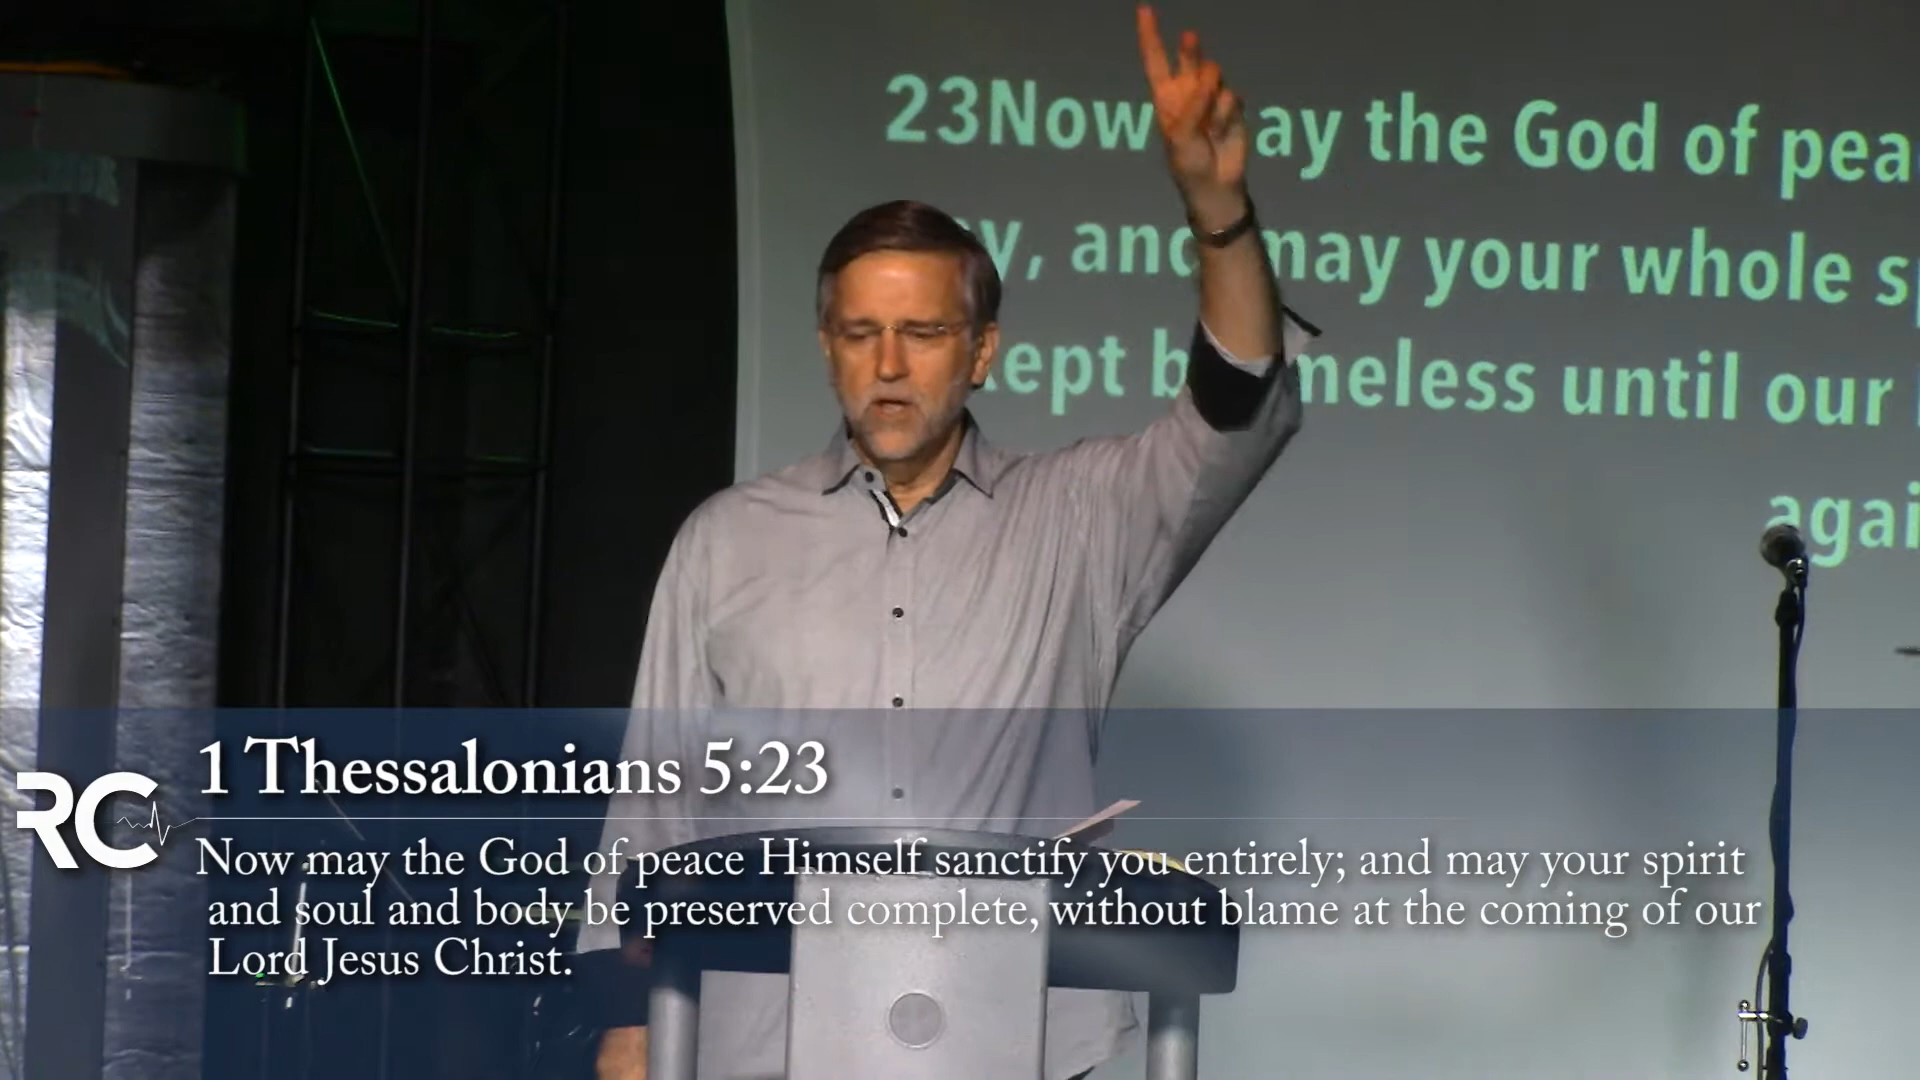 23Now ay the God of pea
y, and may your whole
kept b meless until our
agai
1 Thessalonians 5:23
RC
Now may the God of peace Himself sanctify you entirely; and may your spirit
and soul and body be preserved complete, without blame at the coming of our
Lord Jesus Christ.